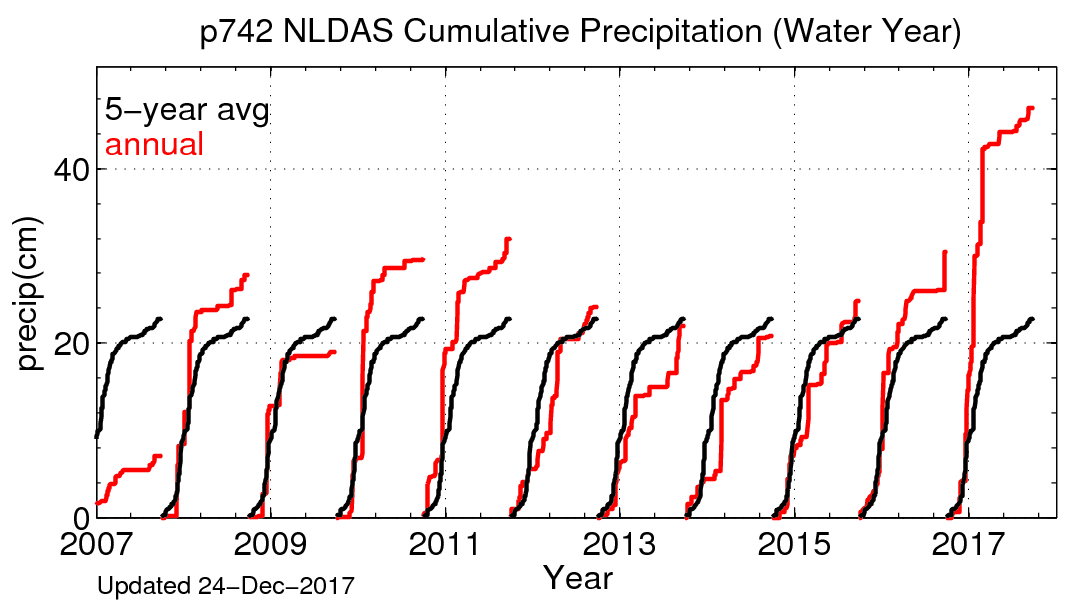 p742 NLDAS Cumulative Precipitation (Water Year)
5−year avg
annual
precip(cm)
40
20
0
2007 2009 2011 2013 2015 2017
Year
Updated 24−Dec−2017